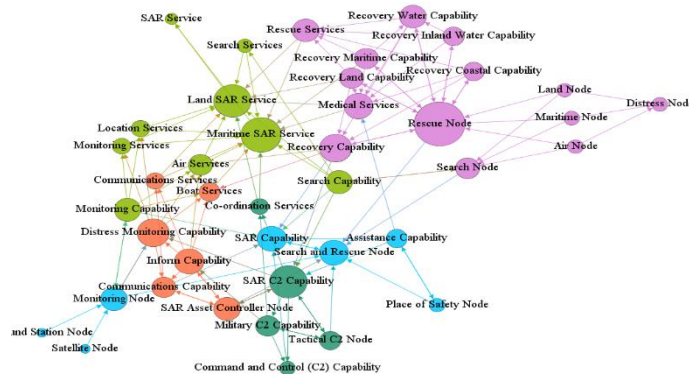 SAR Service
Recovery Water Capability
Rescue Services
Recovery Inland Water Capability
Search Services
Recovery Maritime Capability
Recovery Coastal Capability
Recovery Land Capability
Land Node
Land SAR Service
Medical Services
Distress Nod
Maritime Node
Location Services
Maritime SAR Service
Rescue Node
Monitoring Services
Recovery Capability
Air Node
Air Services
Search Node
Communications Services
Search Capability
Boat Services
Monitoring Capability
Co-ordination Services
Distress Monitoring Capability
SAR Capability
Assistance Capability
Search and Rescue Node
Inform Capability
SAR C2 Capability
Communications Capability
Monitoring Node
SAR Asset Controller Node
Place of Safety Node
Military C2 Capability
und Station Node
Tactical C2 Node
Satellite Node
Command and Control (C2) Capability